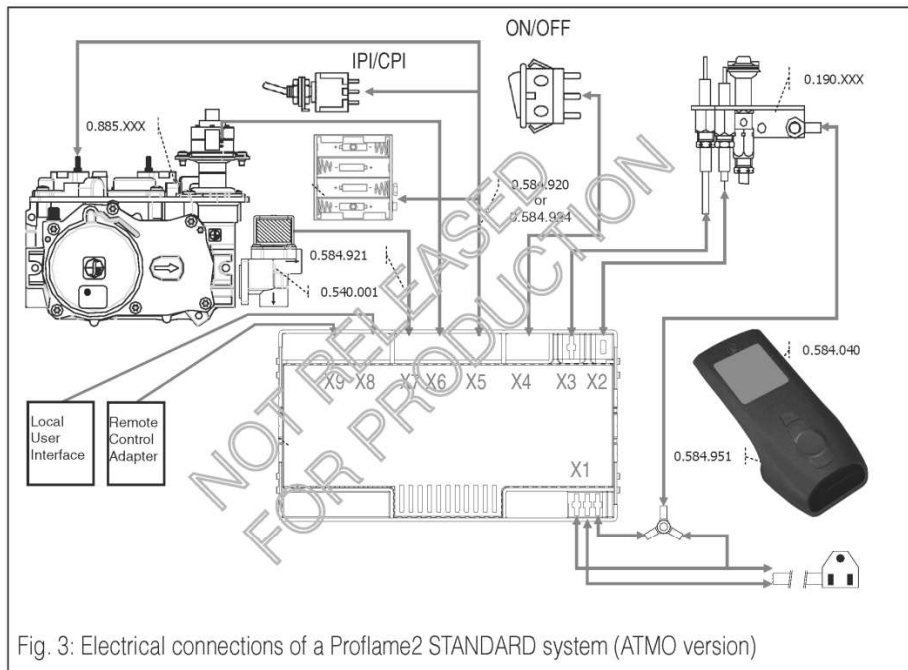 ON/OFF
IPI/CPI
0.190.XXX
0.885.XXX
0.584.920
or
0.584.924
0.584.921
0.540.001
0.584.040
X9 X8 X7 X6 X5 X4 X3 X2
Local
User
Interface
Remote
Control
Adapter
0.584.951
X1
NOT RELEASED
FOR PRODUCTION
Fig. 3: Electrical connections of a Proflame2 STANDARD system (ATMO version)